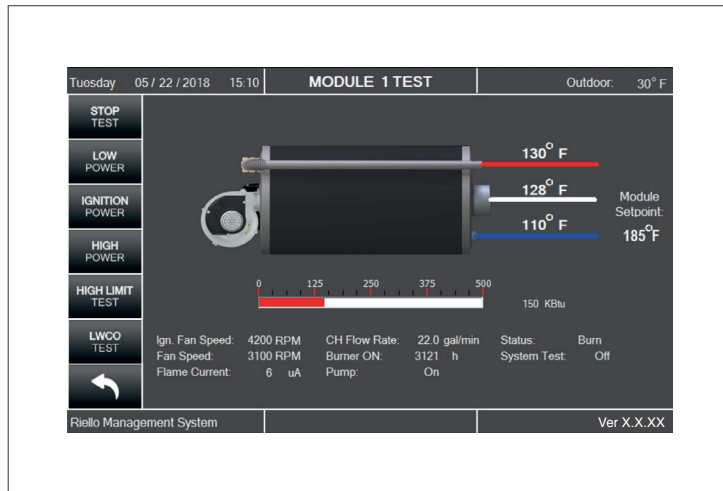 Tuesday 05 / 22 / 2018 15:10 MODULE 1 TEST Outdoor: 30° F
STOP
TEST
LOW
POWER
IGNITION
POWER
HIGH
POWER
HIGH LIMIT
TEST
LWCO
TEST
130° F
128° F
110° F
Module
Setpoint:
185°F
0 125 250 375 500
150 KBtu
Ign. Fan Speed: 4200 RPM CH Flow Rate: 22.0 gal/min Status: Burn
Fan Speed: 3100 RPM Burner ON: 3121 h System Test: Off
Flame Current: 6 uA Pump: On
Riello Management System Ver X.X.XX